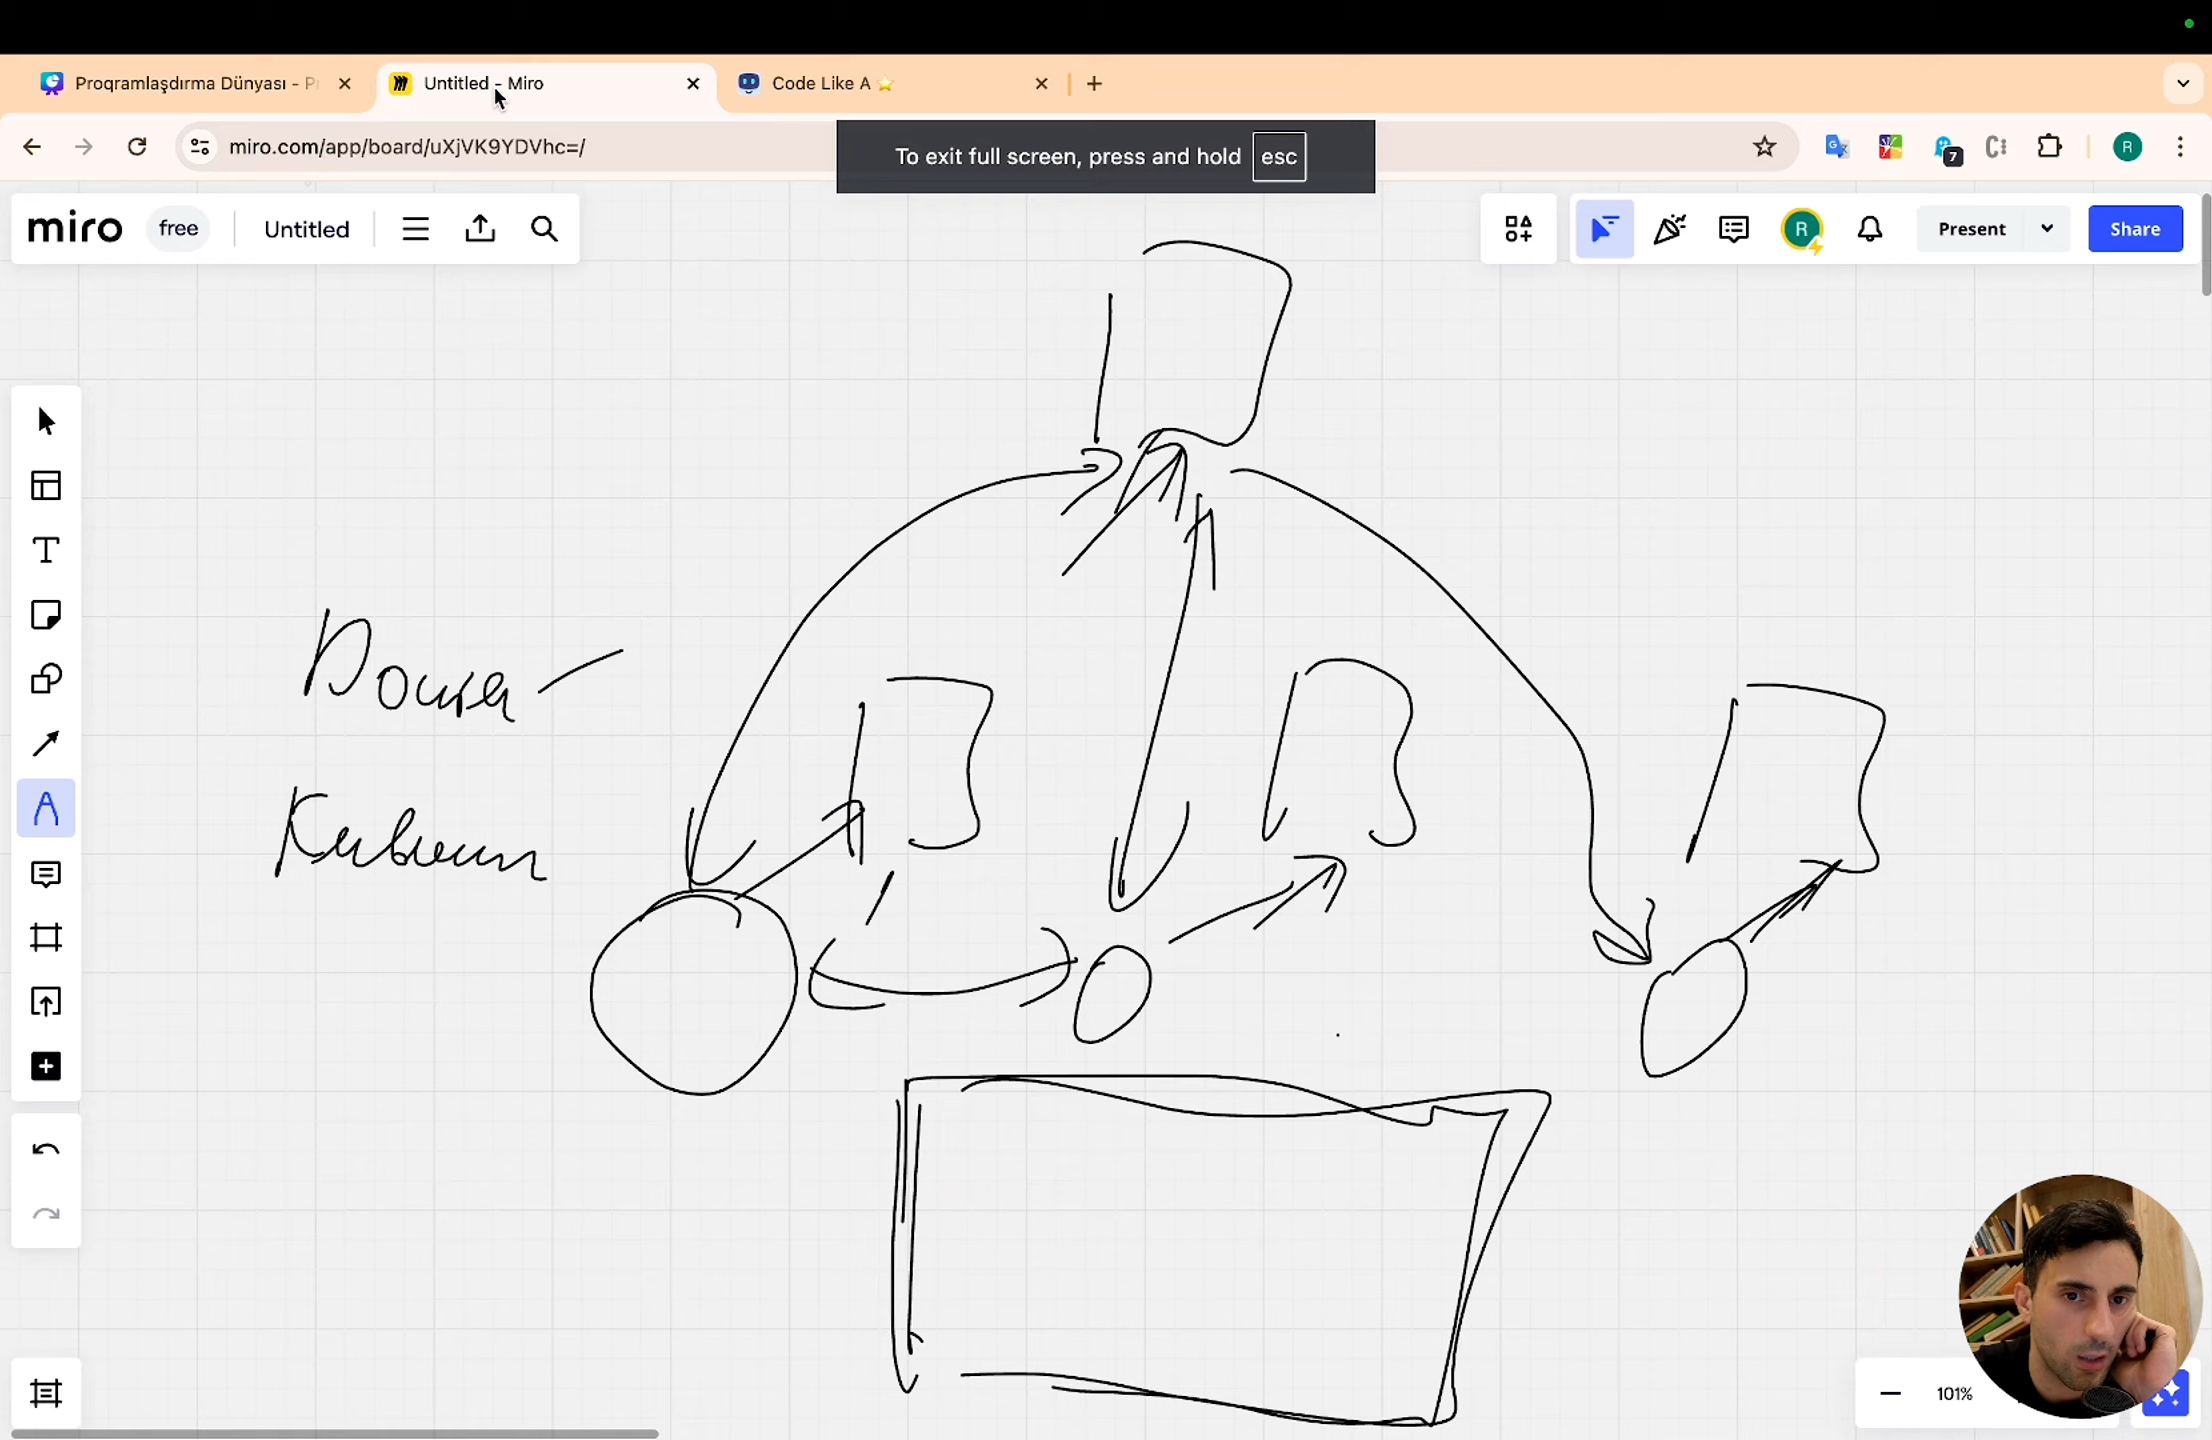 Proqramlaşdırma Dünyası - P
Untitled - Miro
Code Like A ⭐
miro.com/app/board/uXjVK9YDVhc=/
To exit full screen, press and hold esc
7
R
miro free Untitled
R
Present
Share
101%